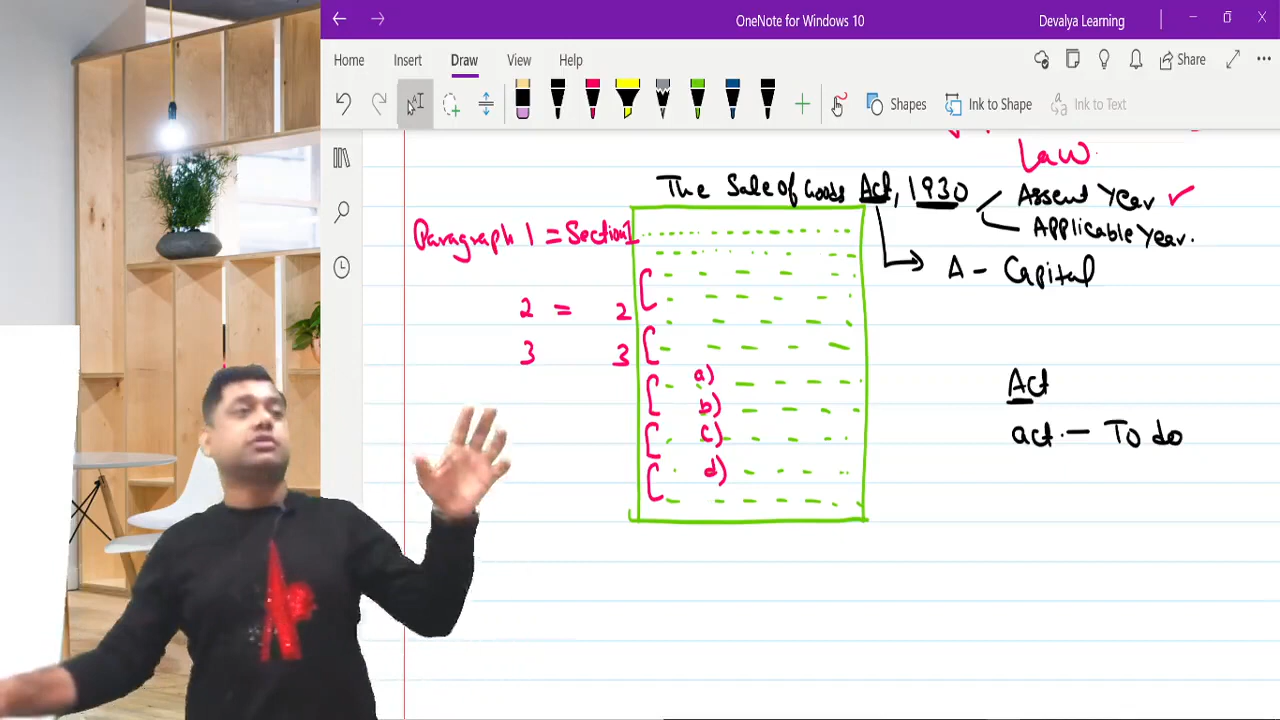 OneNote for Windows 10
Devalya Learning
Home Insert Draw View Help
Share
Shapes
Ink to Shape
Ink to Text
Law
The Sale of Goods Act, 1930
Assent Year
Applicable Year.
A - Capital
Paragraph 1 = Section 1
2 = 2
3 3
a)
b)
c)
d)
Act
act - To do